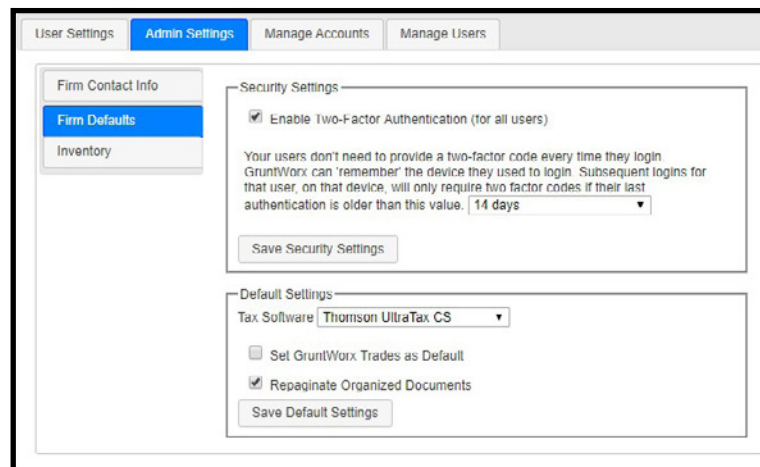 User Settings Admin Settings Manage Accounts Manage Users
Firm Contact Info
Firm Defaults
Inventory
Security Settings
Enable Two-Factor Authentication (for all users)
Your users don't need to provide a two-factor code every time they login.
GruntWorx can 'remember' the device they used to login. Subsequent logins for
that user, on that device, will only require two factor codes if their last
authentication is older than this value. 14 days
Save Security Settings
Default Settings
Tax Software Thomson UltraTax CS
Set GruntWorx Trades as Default
Repaginate Organized Documents
Save Default Settings